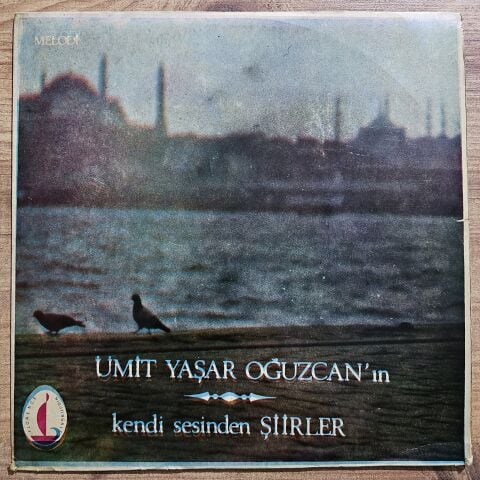 MELODİ
ÜMİT YAŞAR OĞUZCAN'ın
kendi sesinden ŞİİRLER